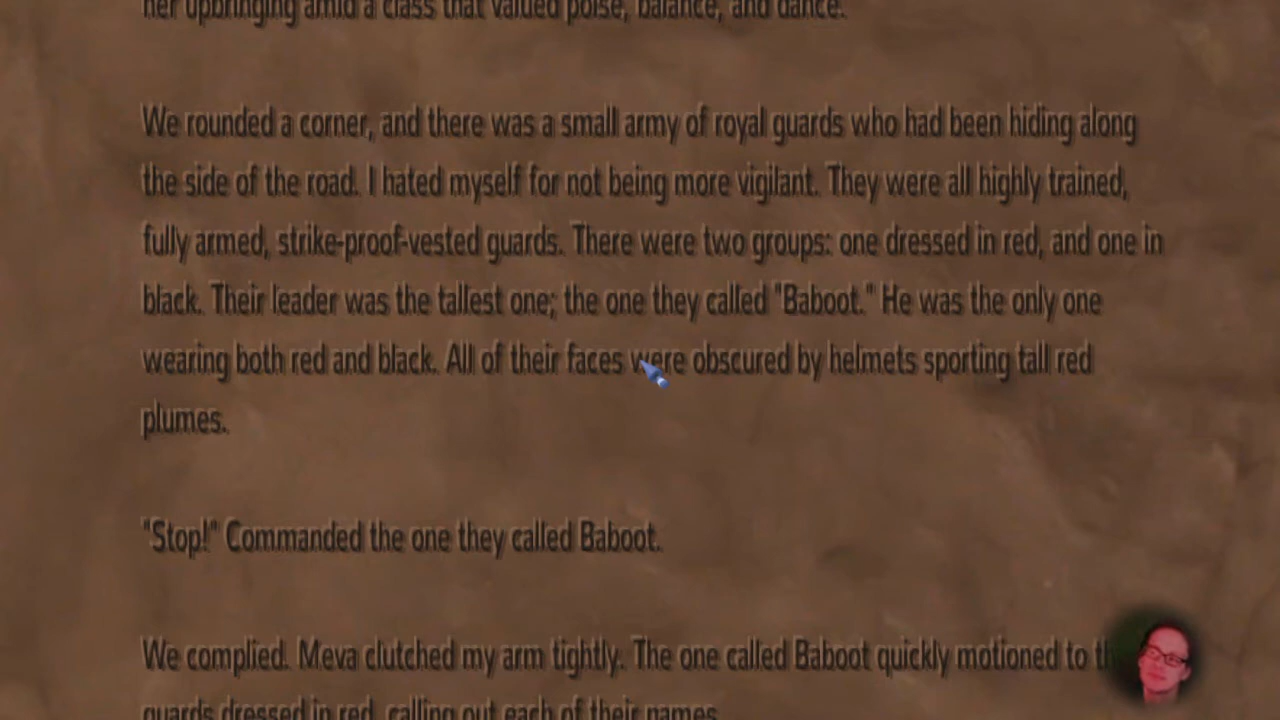 her upbringing amid a class that valued poise, balance, and dance.
We rounded a corner, and there was a small army of royal guards who had been hiding along
the side of the road. I hated myself for not being more vigilant. They were all highly trained,
fully armed, strike-proof-vested guards. There were two groups: one dressed in red, and one in
black. Their leader was the tallest one; the one they called "Baboot." He was the only one
wearing both red and black. All of their faces were obscured by helmets sporting tall red
plumes.
"Stop!" Commanded the one they called Baboot.
We complied. Meva clutched my arm tightly. The one called Baboot quickly motioned to
guards dressed in red, calling out each of their names